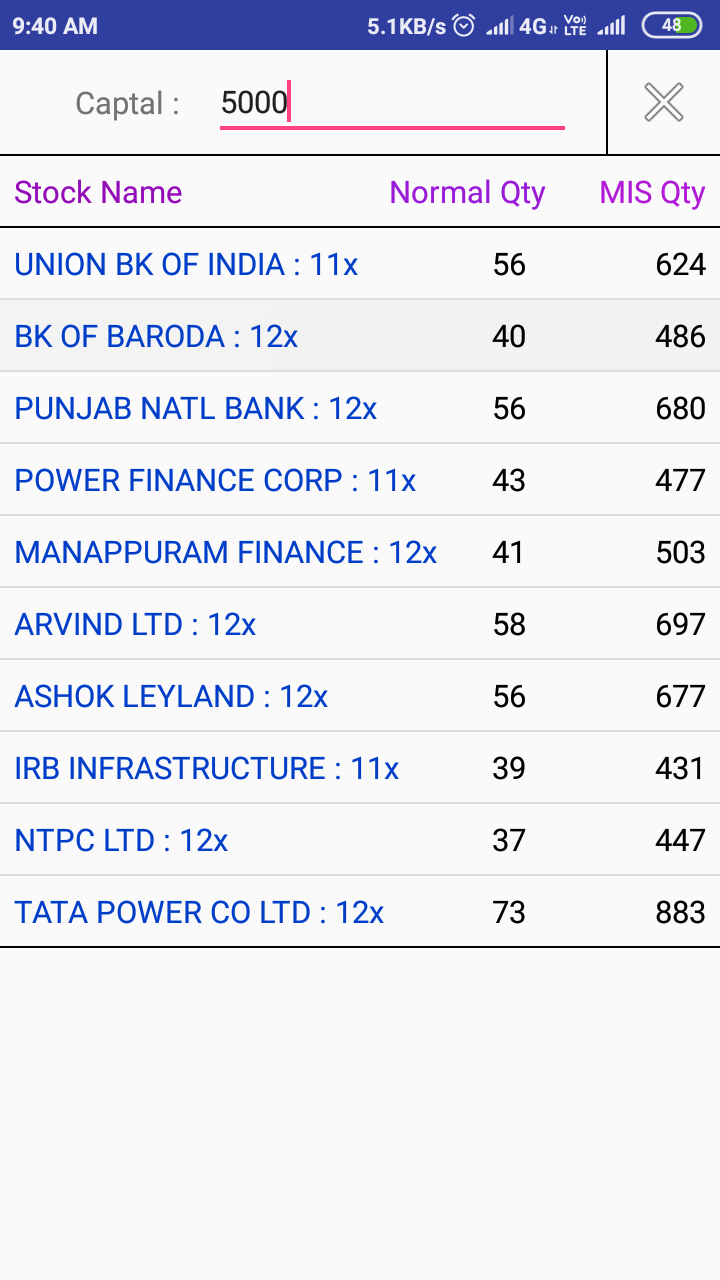 9:40 AM 5.1KB/s 4G Vo) LTE 48
Captal : 5000
Stock Name Normal Qty MIS Qty
UNION BK OF INDIA : 11x 56 624
BK OF BARODA : 12x 40 486
PUNJAB NATL BANK : 12x 56 680
POWER FINANCE CORP : 11x 43 477
MANAPPURAM FINANCE : 12x 41 503
ARVIND LTD : 12x 58 697
ASHOK LEYLAND : 12x 56 677
IRB INFRASTRUCTURE : 11x 39 431
NTPC LTD : 12x 37 447
TATA POWER CO LTD : 12x 73 883